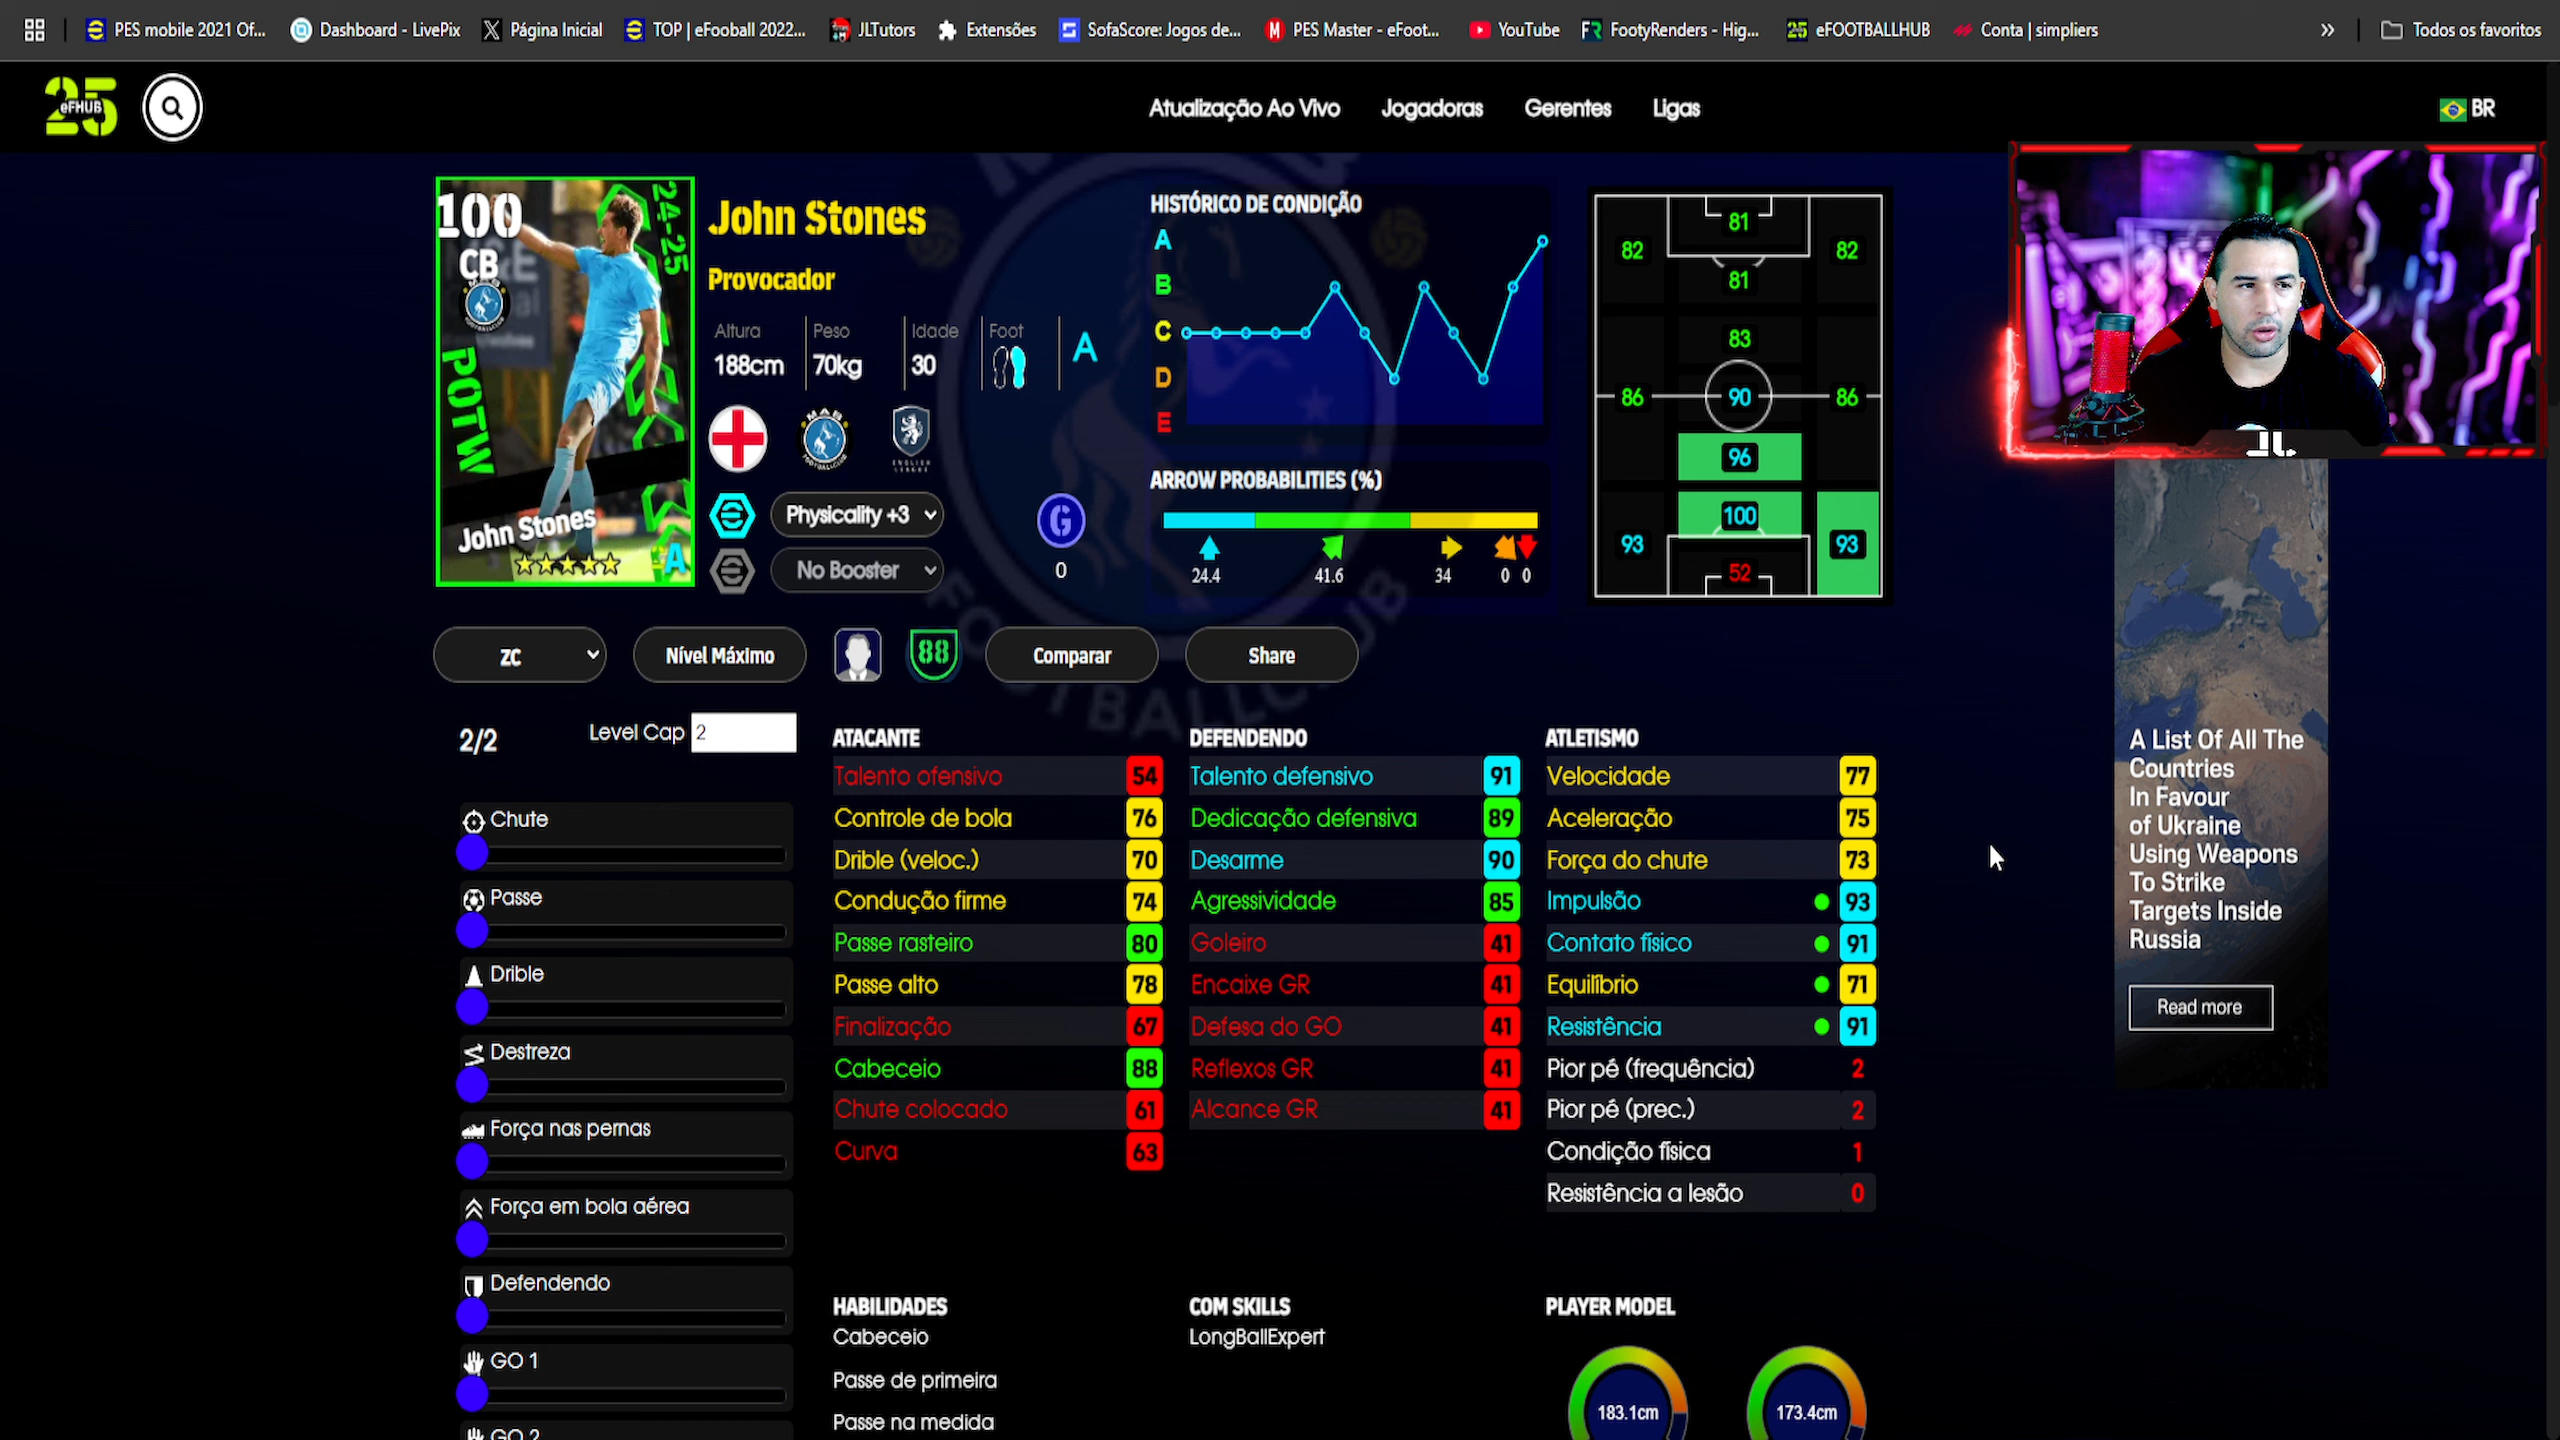 PES mobile 2021 Of...
Dashboard - LivePix
Página Inicial
TOP | eFooball 2022...
JLTutors
Extensões
SofaScore: Jogos de...
PES Master - eFoot...
YouTube
FootyRenders - Hig...
eFOOTBALLHUB
Conta | simpliers
Todos os favoritos
25 eFHUB
Atualização Ao Vivo
Jogadoras
Gerentes
Ligas
BR
100
CB
24-25
POTW
John Stones
A
John Stones
Provocador
Altura
188cm
Peso
70kg
Idade
30
Foot
A
Physicality +3
No Booster
G
0
HISTÓRICO DE CONDIÇÃO
A
B
C
D
E
ARROW PROBABILITIES (%)
24.4 41.6 34 0 0
81
82 82
81
83
86 90 86
96
100
93 93
52
JL
ZC
Nível Máximo
88
Comparar
Share
2/2
Level Cap 2
Chute
Passe
Drible
Destreza
Força nas pernas
Força em bola aérea
Defendendo
GO 1
GO 2
ATACANTE
Talento ofensivo 54
Controle de bola 76
Drible (veloc.) 70
Condução firme 74
Passe rasteiro 80
Passe alto 78
Finalização 67
Cabeceio 88
Chute colocado 61
Curva 63
DEFENDENDO
Talento defensivo 91
Dedicação defensiva 89
Desarme 90
Agressividade 85
Goleiro 41
Encaixe GR 41
Defesa do GO 41
Reflexos GR 41
Alcance GR 41
ATLETISMO
Velocidade 77
Aceleração 75
Força do chute 73
Impulsão 93
Contato físico 91
Equilíbrio 71
Resistência 91
Pior pé (frequência) 2
Pior pé (prec.) 2
Condição física 1
Resistência a lesão 0
HABILIDADES
Cabeceio
Passe de primeira
Passe na medida
COM SKILLS
LongBallExpert
PLAYER MODEL
183.1cm
173.4cm
A List Of All The
Countries
In Favour
of Ukraine
Using Weapons
To Strike
Targets Inside
Russia
Read more